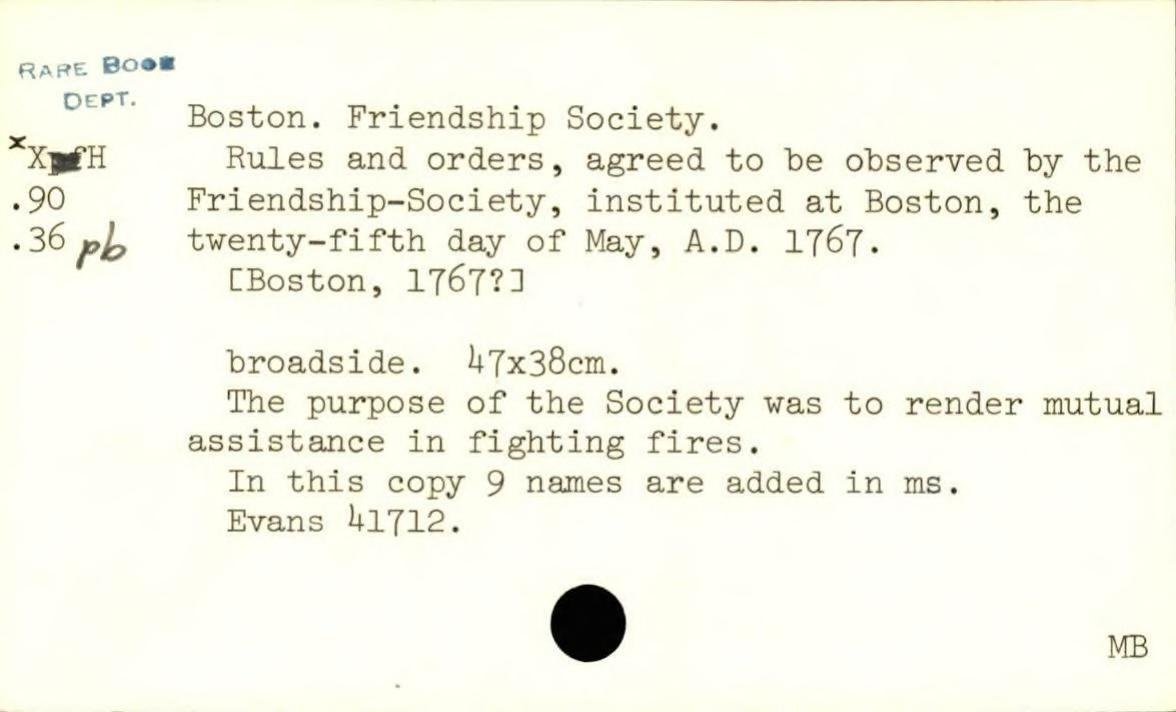 RARE BOOK
DEPT.
Boston. Friendship Society.
x
.90
.36 pb
Rules and orders, agreed to be observed by the
Friendship-Society, instituted at Boston, the
twenty-fifth day of May, A.D. 1767.
[Boston, 1767?]
broadside. 47x38cm.
The purpose of the Society was to render mutual
assistance in fighting fires.
In this copy 9 names are added in ms.
Evans 41712.
MB